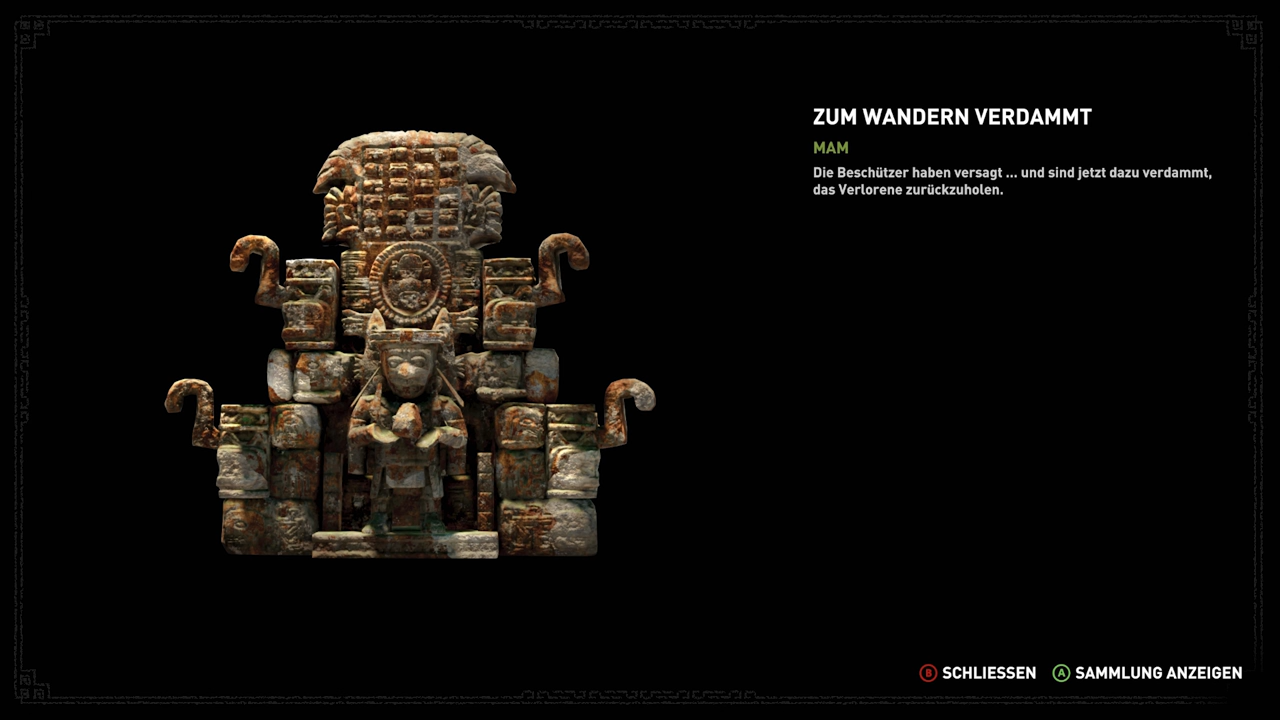 ZUM WANDERN VERDAMMT
MAM
Die Beschützer haben versagt ... und sind jetzt dazu verdammt,
das Verlorene zurückzuholen.
B SCHLIESSEN A SAMMLUNG ANZEIGEN